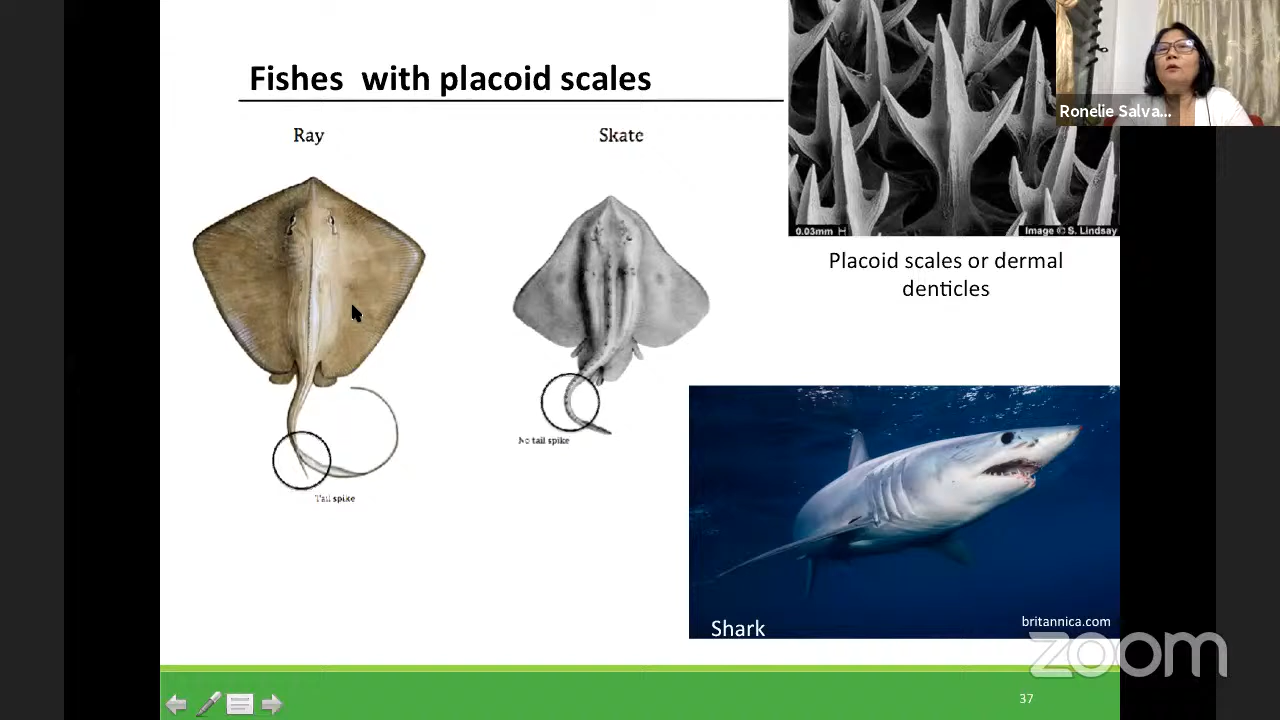 Fishes with placoid scales
Ronelie Salva...
Ray
Skate
0.03mm
Image © S. Lindsay
Placoid scales or dermal
denticles
No tail spike
Tail spike
Shark
britannica.com
zoom
37